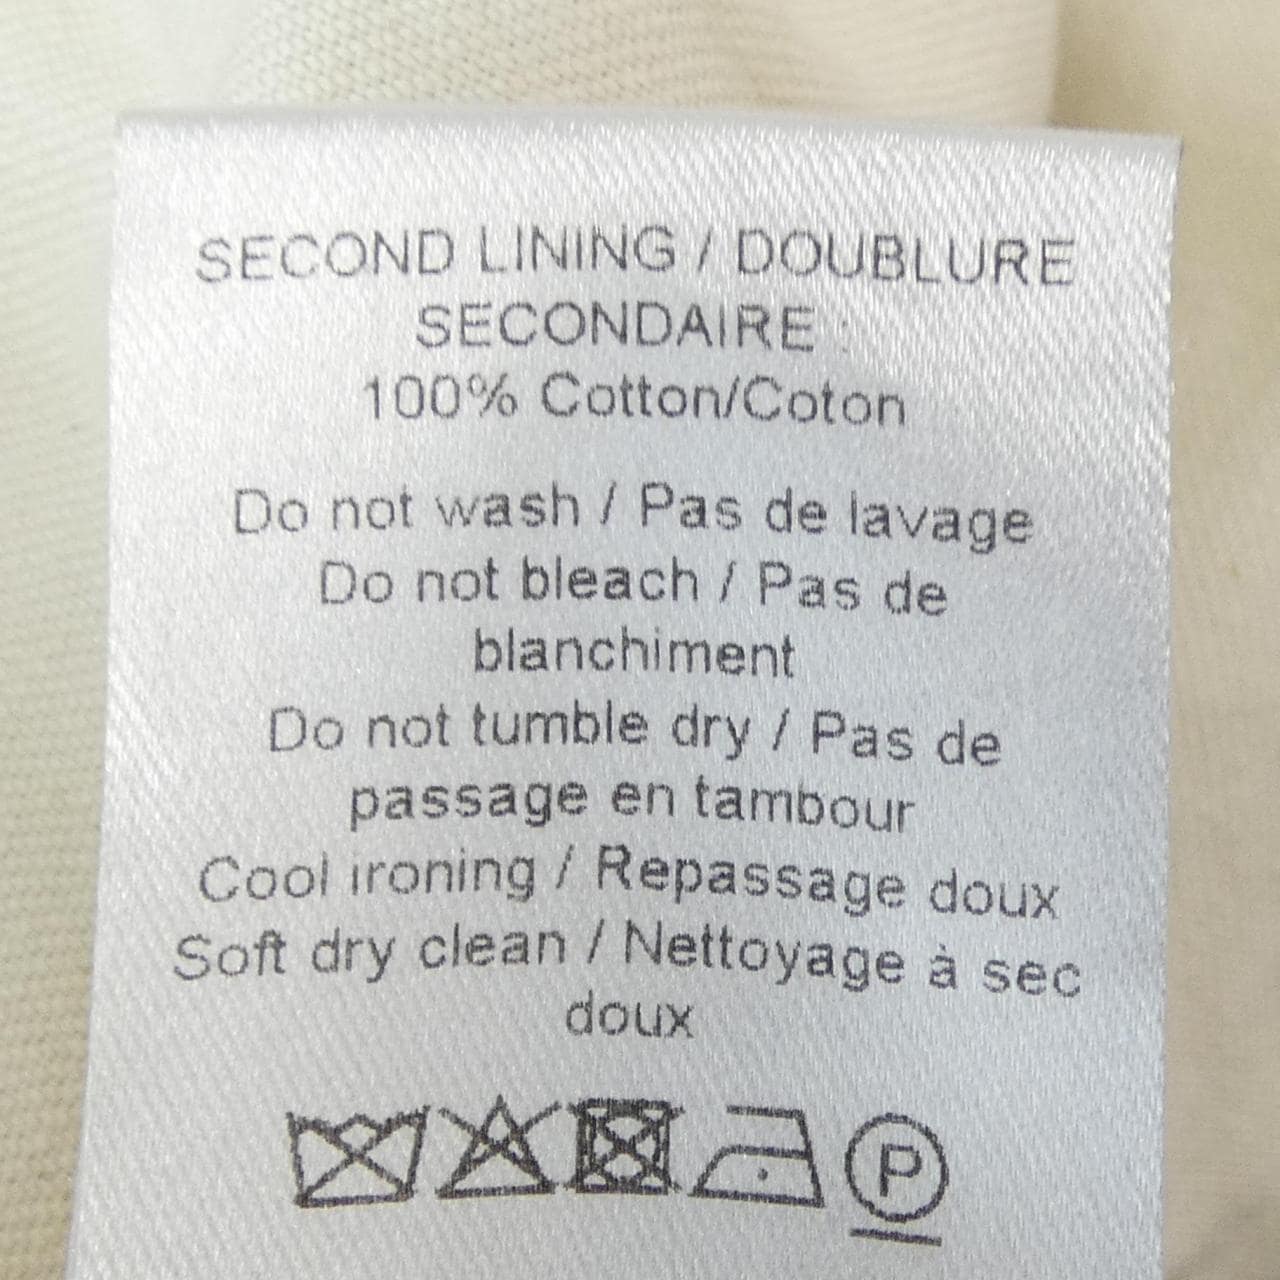 SECOND LINING / DOUBLURE
SECONDAIRE :
100% Cotton/Coton
Do not wash / Pas de lavage
Do not bleach / Pas de
blanchiment
Do not tumble dry / Pas de
passage en tambour
Cool ironing / Repassage doux
Soft dry clean / Nettoyage à sec
doux
P